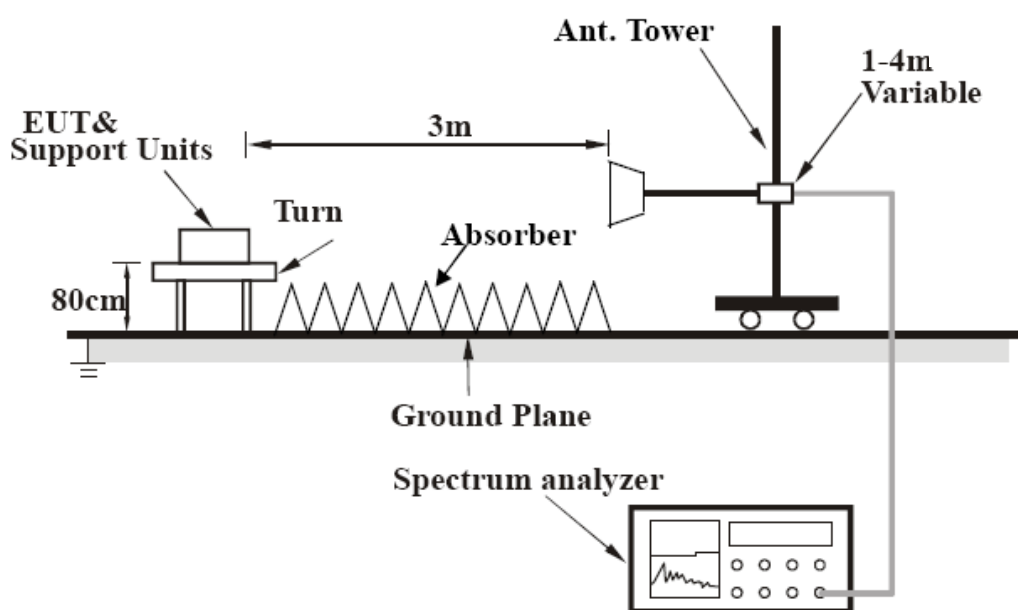 Ant. Tower
1-4m
Variable
EUT&
Support Units
3m
Turn
Absorber
80cm
Ground Plane
Spectrum analyzer